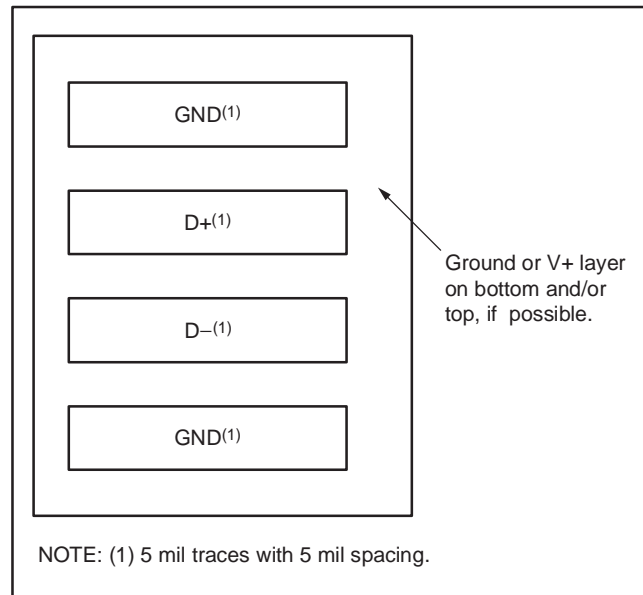 GND(1)
D+(1)
D−(1)
GND(1)
Ground or V+ layer
on bottom and/or
top, if possible.
NOTE: (1) 5 mil traces with 5 mil spacing.